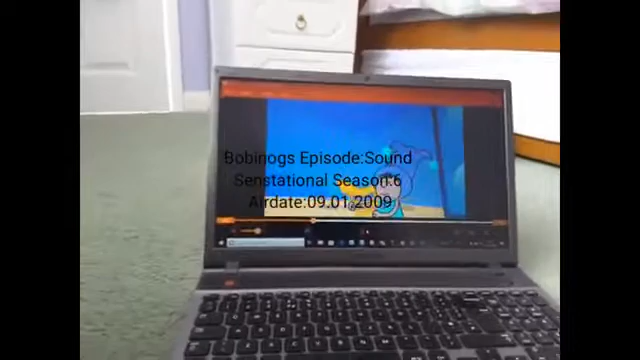 Bobinogs Episode:Sound
Senstational Season:6
Airdate:09.01.2009